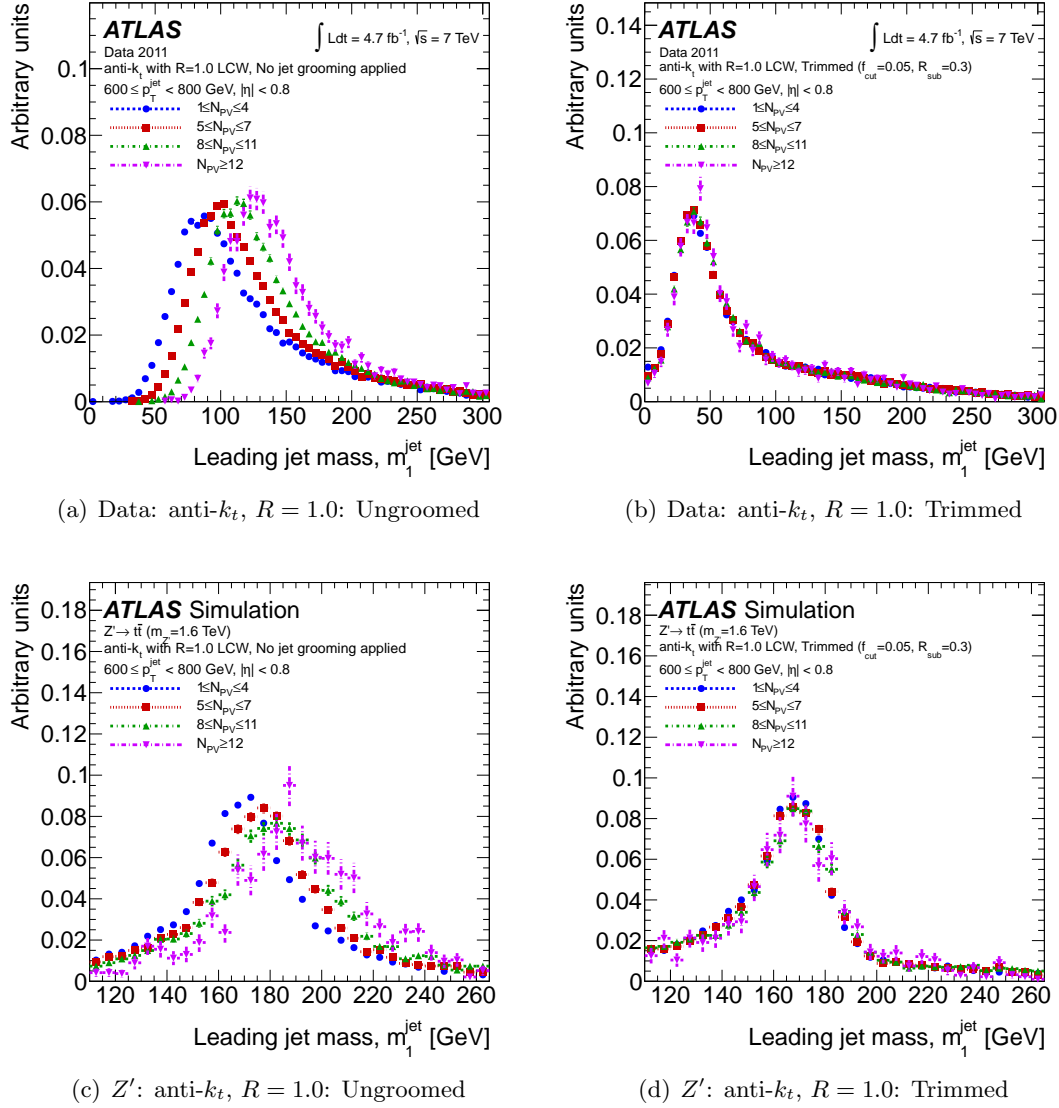 Arbitrary units
ATLAS
∫ Ldt = 4.7 fb⁻¹, √s = 7 TeV
Data 2011
anti-kₜ with R=1.0 LCW, No jet grooming applied
600 ≤ p_T^jet < 800 GeV, |η| < 0.8
1≤N_PV≤4
5≤N_PV≤7
8≤N_PV≤11
N_PV≥12
0.1
0.08
0.06
0.04
0.02
0
0 50 100 150 200 250 300
Leading jet mass, m_1^jet [GeV]
(a) Data: anti-kₜ, R = 1.0: Ungroomed
Arbitrary units
ATLAS
∫ Ldt = 4.7 fb⁻¹, √s = 7 TeV
Data 2011
anti-kₜ with R=1.0 LCW, Trimmed (f_cut=0.05, R_sub=0.3)
600 ≤ p_T^jet < 800 GeV, |η| < 0.8
1≤N_PV≤4
5≤N_PV≤7
8≤N_PV≤11
N_PV≥12
0.14
0.12
0.1
0.08
0.06
0.04
0.02
0
0 50 100 150 200 250 300
Leading jet mass, m_1^jet [GeV]
(b) Data: anti-kₜ, R = 1.0: Trimmed
Arbitrary units
ATLAS Simulation
Z'→ tt̄ (m_Z'=1.6 TeV)
anti-kₜ with R=1.0 LCW, No jet grooming applied
600 ≤ p_T^jet < 800 GeV, |η| < 0.8
1≤N_PV≤4
5≤N_PV≤7
8≤N_PV≤11
N_PV≥12
0.18
0.16
0.14
0.12
0.1
0.08
0.06
0.04
0.02
0
120 140 160 180 200 220 240 260
Leading jet mass, m_1^jet [GeV]
(c) Z′: anti-kₜ, R = 1.0: Ungroomed
Arbitrary units
ATLAS Simulation
Z'→ tt̄ (m_Z'=1.6 TeV)
anti-kₜ with R=1.0 LCW, Trimmed (f_cut=0.05, R_sub=0.3)
600 ≤ p_T^jet < 800 GeV, |η| < 0.8
1≤N_PV≤4
5≤N_PV≤7
8≤N_PV≤11
N_PV≥12
0.18
0.16
0.14
0.12
0.1
0.08
0.06
0.04
0.02
0
120 140 160 180 200 220 240 260
Leading jet mass, m_1^jet [GeV]
(d) Z′: anti-kₜ, R = 1.0: Trimmed